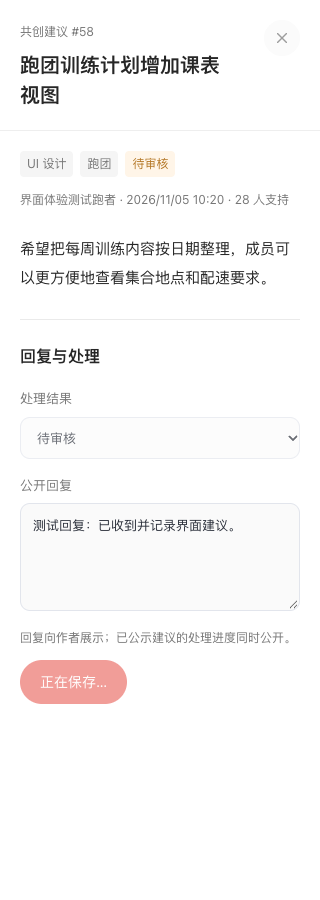 共创建议 #58
跑团训练计划增加课表
视图
UI 设计 跑团 待审核
界面体验测试跑者 · 2026/11/05 10:20 · 28 人支持
希望把每周训练内容按日期整理，成员可
以更方便地查看集合地点和配速要求。
回复与处理
处理结果
待审核
公开回复
测试回复：已收到并记录界面建议。
回复向作者展示；已公示建议的处理进度同时公开。
正在保存...